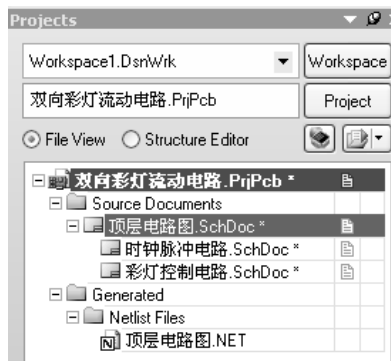 Projects
Workspace1.DsnWrk
Workspace
双向彩灯流动电路.PrjPcb
Project
File View
Structure Editor
双向彩灯流动电路.PrjPcb *
Source Documents
顶层电路图.SchDoc *
时钟脉冲电路.SchDoc *
彩灯控制电路.SchDoc *
Generated
Netlist Files
顶层电路图.NET